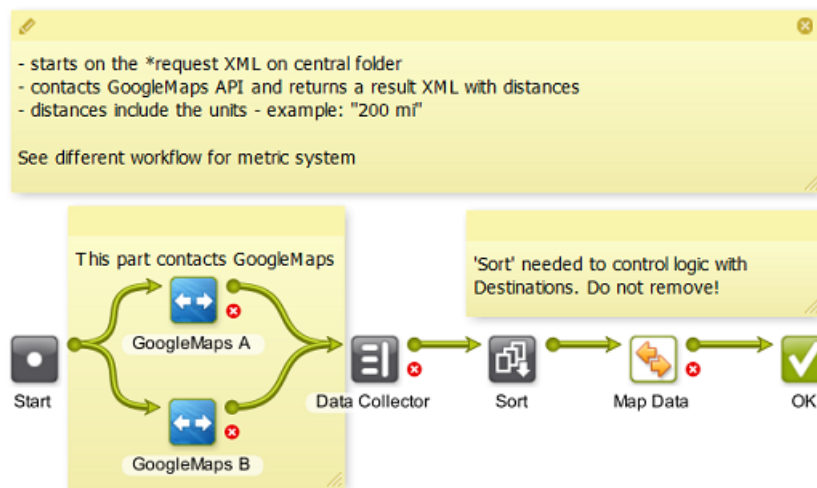 - starts on the *request XML on central folder
- contacts GoogleMaps API and returns a result XML with distances
- distances include the units - example: "200 mi"
See different workflow for metric system
This part contacts GoogleMaps
'Sort' needed to control logic with
Destinations. Do not remove!
GoogleMaps A
Start
Data Collector
Sort
Map Data
OK
GoogleMaps B